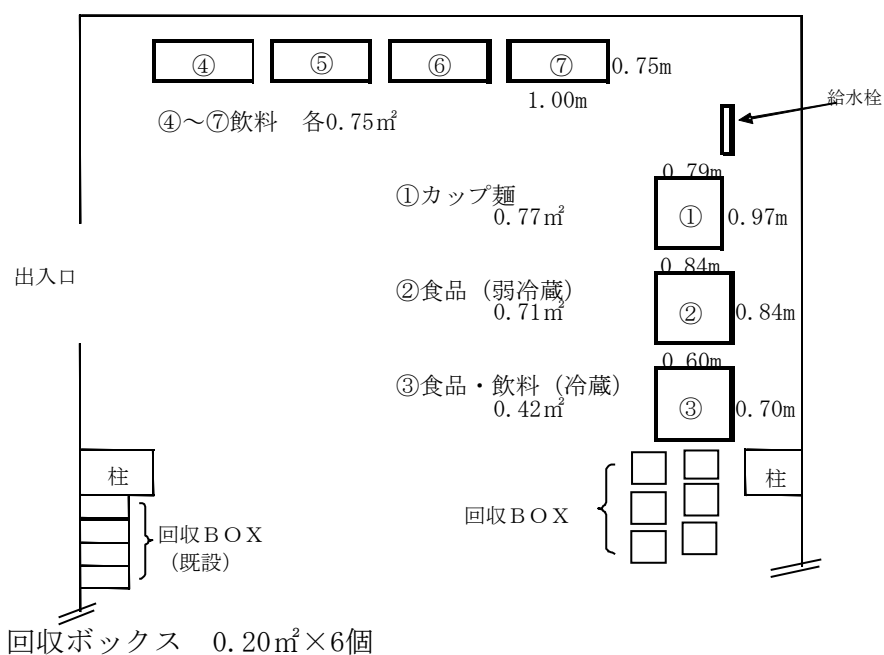 ④
⑤
⑥
⑦
0.75m
1.00m
給水栓
④～⑦飲料　各0.75㎡
0.79m
①カップ麺
0.77㎡
①
0.97m
出入口
0.84m
②食品（弱冷蔵）
0.71㎡
②
0.84m
0.60m
③食品・飲料（冷蔵）
0.42㎡
③
0.70m
柱
柱
回収ＢＯＸ
回収ＢＯＸ
（既設）
回収ボックス　0.20㎡×6個